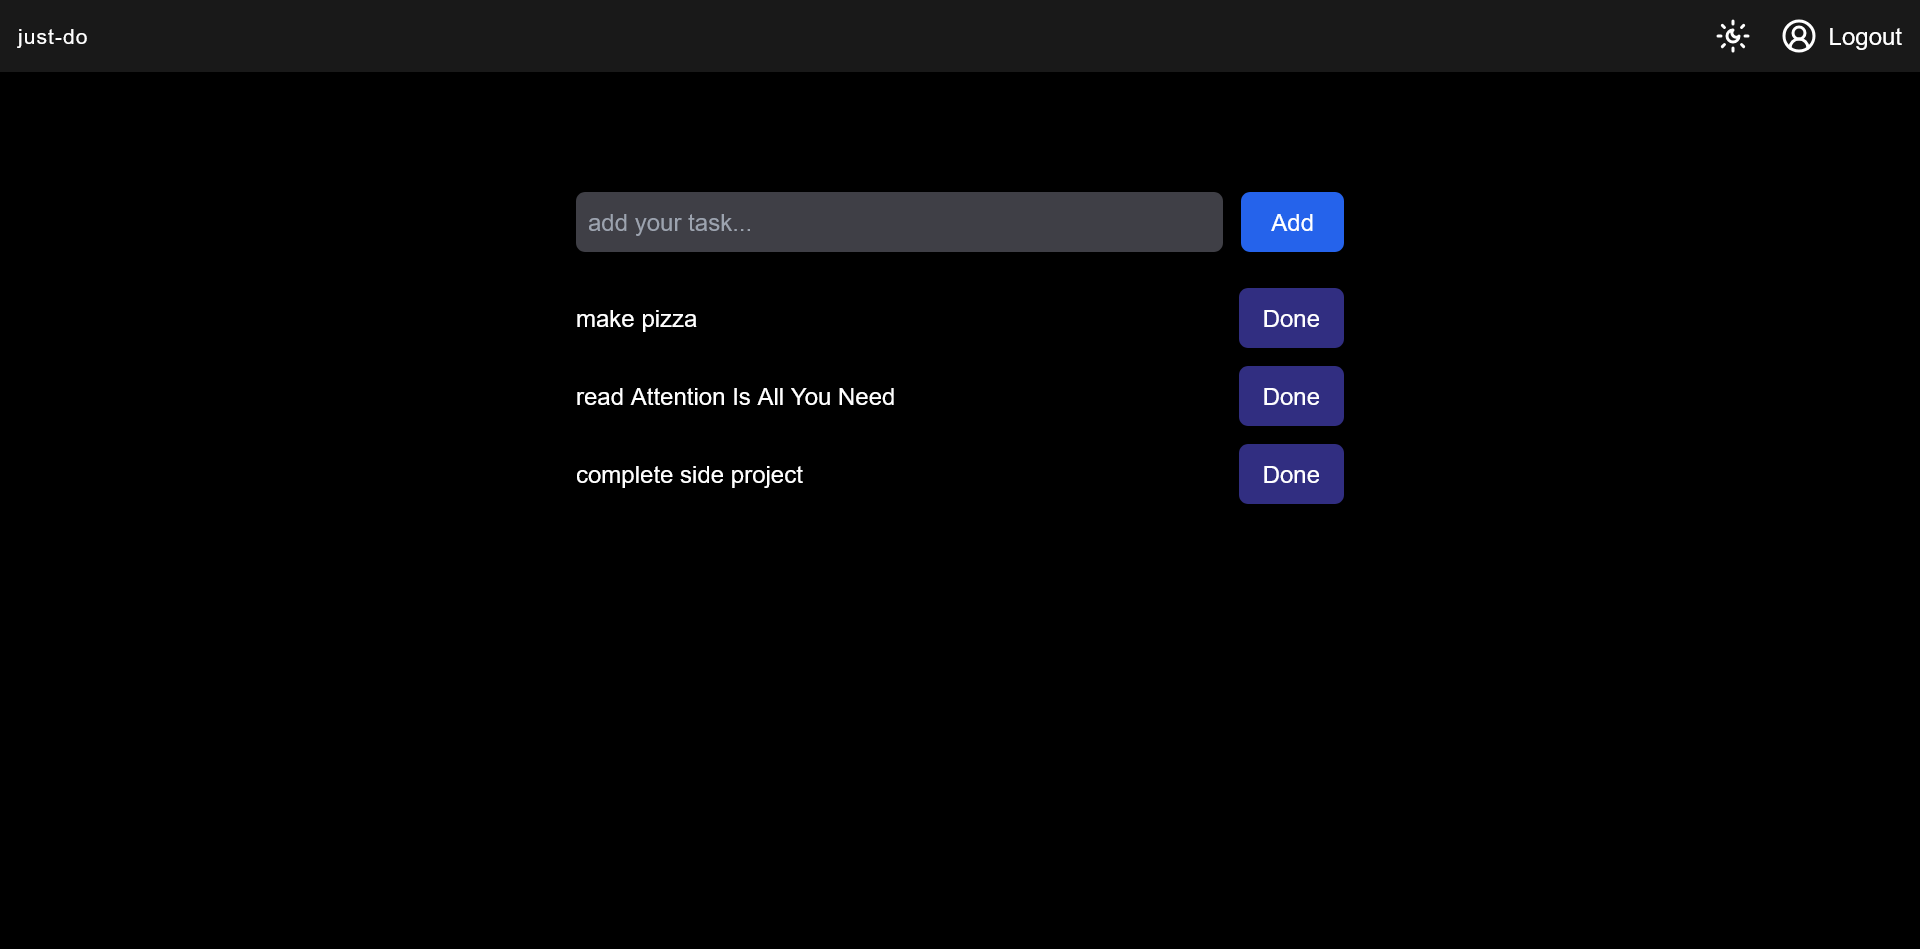 just-do
Logout
add your task...
Add
make pizza
Done
read Attention Is All You Need
Done
complete side project
Done